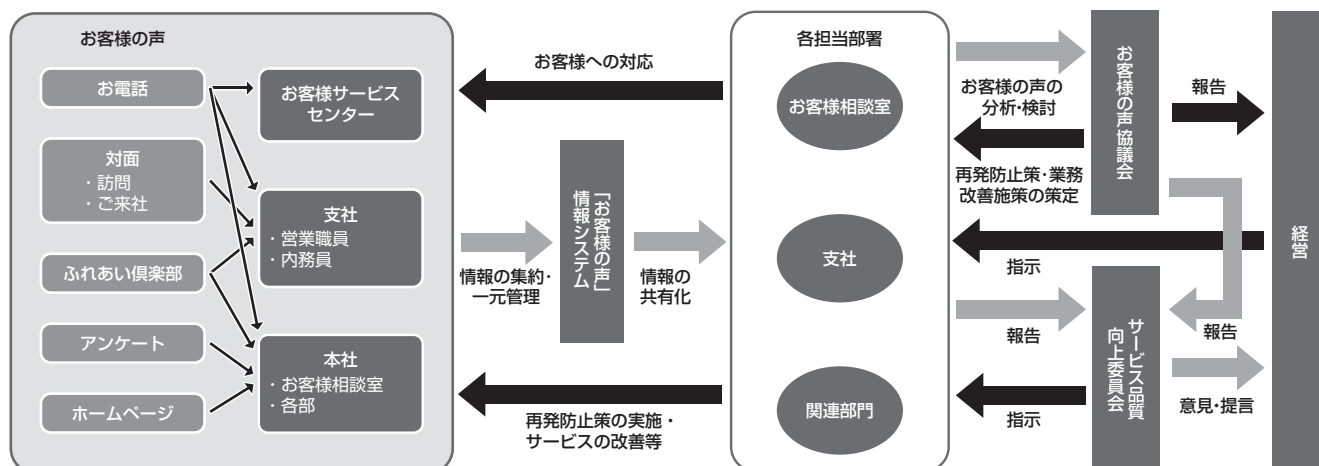 お客様の声
お電話
対面
・訪問
・ご来社
ふれあい倶楽部
アンケート
ホームページ
お客様サービス
センター
支社
・営業職員
・内務員
本社
・お客様相談室
・各部
お客様への対応
情報の集約・
一元管理
「お客様の声」
情報システム
情報の
共有化
再発防止策の実施・
サービスの改善等
各担当部署
お客様相談室
支社
関連部門
お客様の声の
分析・検討
再発防止策・業務
改善施策の策定
お客様の声協議会
報告
指示
報告
サービス品質
向上委員会
報告
指示
意見・提言
経営